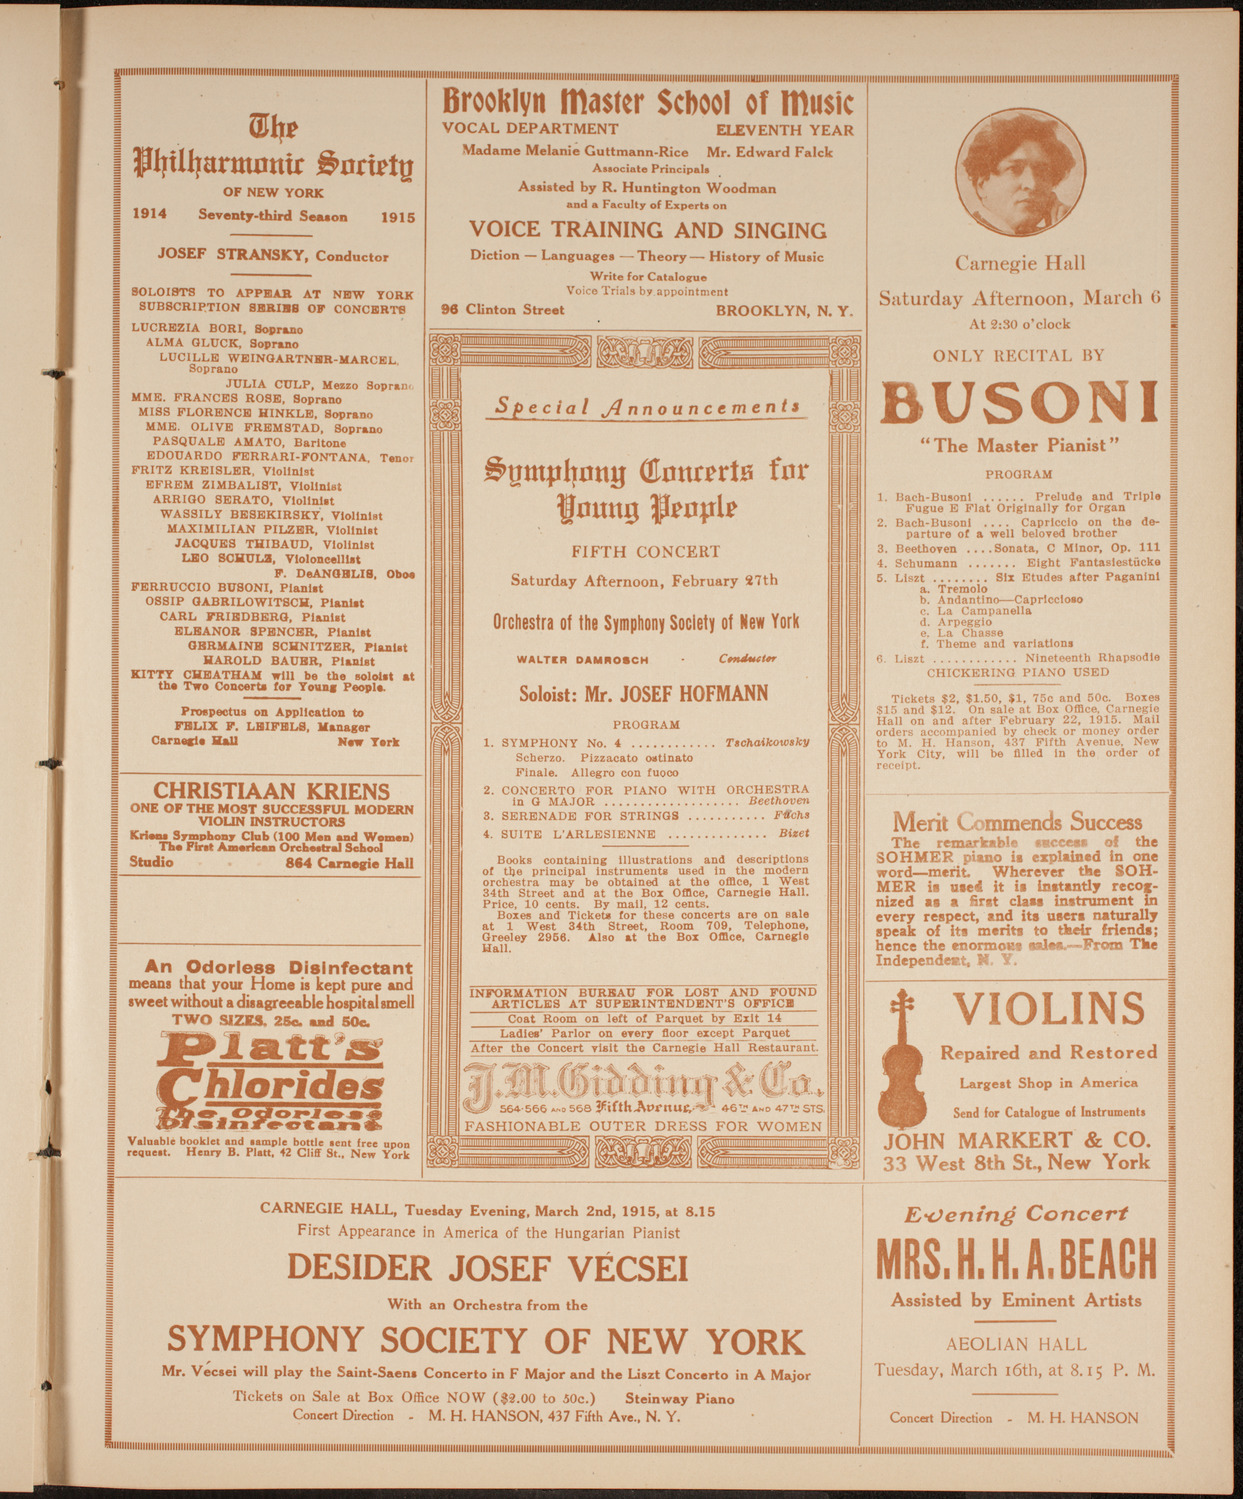 The
Philharmonic Society
OF NEW YORK
1914 Seventy-third Season 1915
JOSEF STRANSKY, Conductor
SOLOISTS TO APPEAR AT NEW YORK
SUBSCRIPTION SERIES OF CONCERTS
LUCREZIA BORI, Soprano
ALMA GLUCK, Soprano
LUCILLE WEINGARTNER-MARCEL,
Soprano
JULIA CULP, Mezzo Soprano
MME. FRANCES ROSE, Soprano
MISS FLORENCE HINKLE, Soprano
MME. OLIVE FREMSTAD, Soprano
PASQUALE AMATO, Baritone
EDOUARDO FERRARI-FONTANA, Tenor
FRITZ KREISLER, Violinist
EFREM ZIMBALIST, Violinist
ARRIGO SERATO, Violinist
WASSILY BESEKIRSKY, Violinist
MAXIMILIAN PILZER, Violinist
JACQUES THIBAUD, Violinist
LEO SCHULZ, Violoncellist
F. DeANGELIS, Oboe
FERRUCCIO BUSONI, Pianist
OSSIP GABRILOWITSCH, Pianist
CARL FRIEDBERG, Pianist
ELEANOR SPENCER, Pianist
GERMAINE SCHNITZER, Pianist
HAROLD BAUER, Pianist
KITTY CHEATHAM will be the soloist at
the Two Concerts for Young People.
Prospectus on Application to
FELIX F. LEIFELS, Manager
Carnegie Hall New York
CHRISTIAAN KRIENS
ONE OF THE MOST SUCCESSFUL MODERN
VIOLIN INSTRUCTORS
Kriens Symphony Club (100 Men and Women)
The First American Orchestral School
Studio - - 864 Carnegie Hall
An Odorless Disinfectant
means that your Home is kept pure and
sweet without a disagreeable hospital smell
TWO SIZES, 25c. and 50c.
Platt's
Chlorides
The Odorless
Disinfectant
Valuable booklet and sample bottle sent free upon
request. Henry B. Platt, 42 Cliff St., New York
Brooklyn Master School of Music
VOCAL DEPARTMENT ELEVENTH YEAR
Madame Melanie Guttmann-Rice Mr. Edward Falck
Associate Principals
Assisted by R. Huntington Woodman
and a Faculty of Experts on
VOICE TRAINING AND SINGING
Diction — Languages — Theory — History of Music
Write for Catalogue
Voice Trials by appointment
96 Clinton Street BROOKLYN, N. Y.
Special Announcements
Symphony Concerts for
Young People
FIFTH CONCERT
Saturday Afternoon, February 27th
Orchestra of the Symphony Society of New York
WALTER DAMROSCH - Conductor
Soloist: Mr. JOSEF HOFMANN
PROGRAM
1. SYMPHONY No. 4 ............ Tschaikowsky
Scherzo. Pizzacato ostinato
Finale. Allegro con fuoco
2. CONCERTO FOR PIANO WITH ORCHESTRA
in G MAJOR .................. Beethoven
3. SERENADE FOR STRINGS ........... Fuchs
4. SUITE L'ARLESIENNE ............. Bizet
Books containing illustrations and descriptions
of the principal instruments used in the modern
orchestra may be obtained at the office, 1 West
34th Street and at the Box Office, Carnegie Hall.
Price, 10 cents. By mail, 12 cents.
Boxes and Tickets for these concerts are on sale
at 1 West 34th Street, Room 709, Telephone,
Greeley 2956. Also at the Box Office, Carnegie
Hall.
INFORMATION BUREAU FOR LOST AND FOUND
ARTICLES AT SUPERINTENDENT'S OFFICE
Coat Room on left of Parquet by Exit 14
Ladies' Parlor on every floor except Parquet
After the Concert visit the Carnegie Hall Restaurant.
J. M. Gidding & Co.
564-566 AND 568 Fifth Avenue, 46TH AND 47TH STS.
FASHIONABLE OUTER DRESS FOR WOMEN
Carnegie Hall
Saturday Afternoon, March 6
At 2:30 o'clock
ONLY RECITAL BY
BUSONI
"The Master Pianist"
PROGRAM
1. Bach-Busoni ...... Prelude and Triple
Fugue E Flat Originally for Organ
2. Bach-Busoni .... Capriccio on the de-
parture of a well beloved brother
3. Beethoven ....Sonata, C Minor, Op. 111
4. Schumann ....... Eight Fantasiestücke
5. Liszt ........ Six Etudes after Paganini
a. Tremolo
b. Andantino—Capriccioso
c. La Campanella
d. Arpeggio
e. La Chasse
f. Theme and variations
6. Liszt ............ Nineteenth Rhapsodie
CHICKERING PIANO USED
Tickets $2, $1.50, $1, 75c and 50c. Boxes
$15 and $12. On sale at Box Office, Carnegie
Hall on and after February 22, 1915. Mail
orders accompanied by check or money order
to M. H. Hanson, 437 Fifth Avenue, New
York City, will be filled in the order of
receipt.
Merit Commends Success
The remarkable success of the
SOHMER piano is explained in one
word—merit. Wherever the SOH-
MER is used it is instantly recog-
nized as a first class instrument in
every respect, and its users naturally
speak of its merits to their friends;
hence the enormous sales.—From The
Independent, N. Y.
VIOLINS
Repaired and Restored
Largest Shop in America
Send for Catalogue of Instruments
JOHN MARKERT & CO.
33 West 8th St., New York
CARNEGIE HALL, Tuesday Evening, March 2nd, 1915, at 8.15
First Appearance in America of the Hungarian Pianist
DESIDER JOSEF VÉCSEI
With an Orchestra from the
SYMPHONY SOCIETY OF NEW YORK
Mr. Vécsei will play the Saint-Saens Concerto in F Major and the Liszt Concerto in A Major
Tickets on Sale at Box Office NOW ($2.00 to 50c.) Steinway Piano
Concert Direction - M. H. HANSON, 437 Fifth Ave., N. Y.
Evening Concert
MRS. H. H. A. BEACH
Assisted by Eminent Artists
AEOLIAN HALL
Tuesday, March 16th, at 8.15 P. M.
Concert Direction - M. H. HANSON